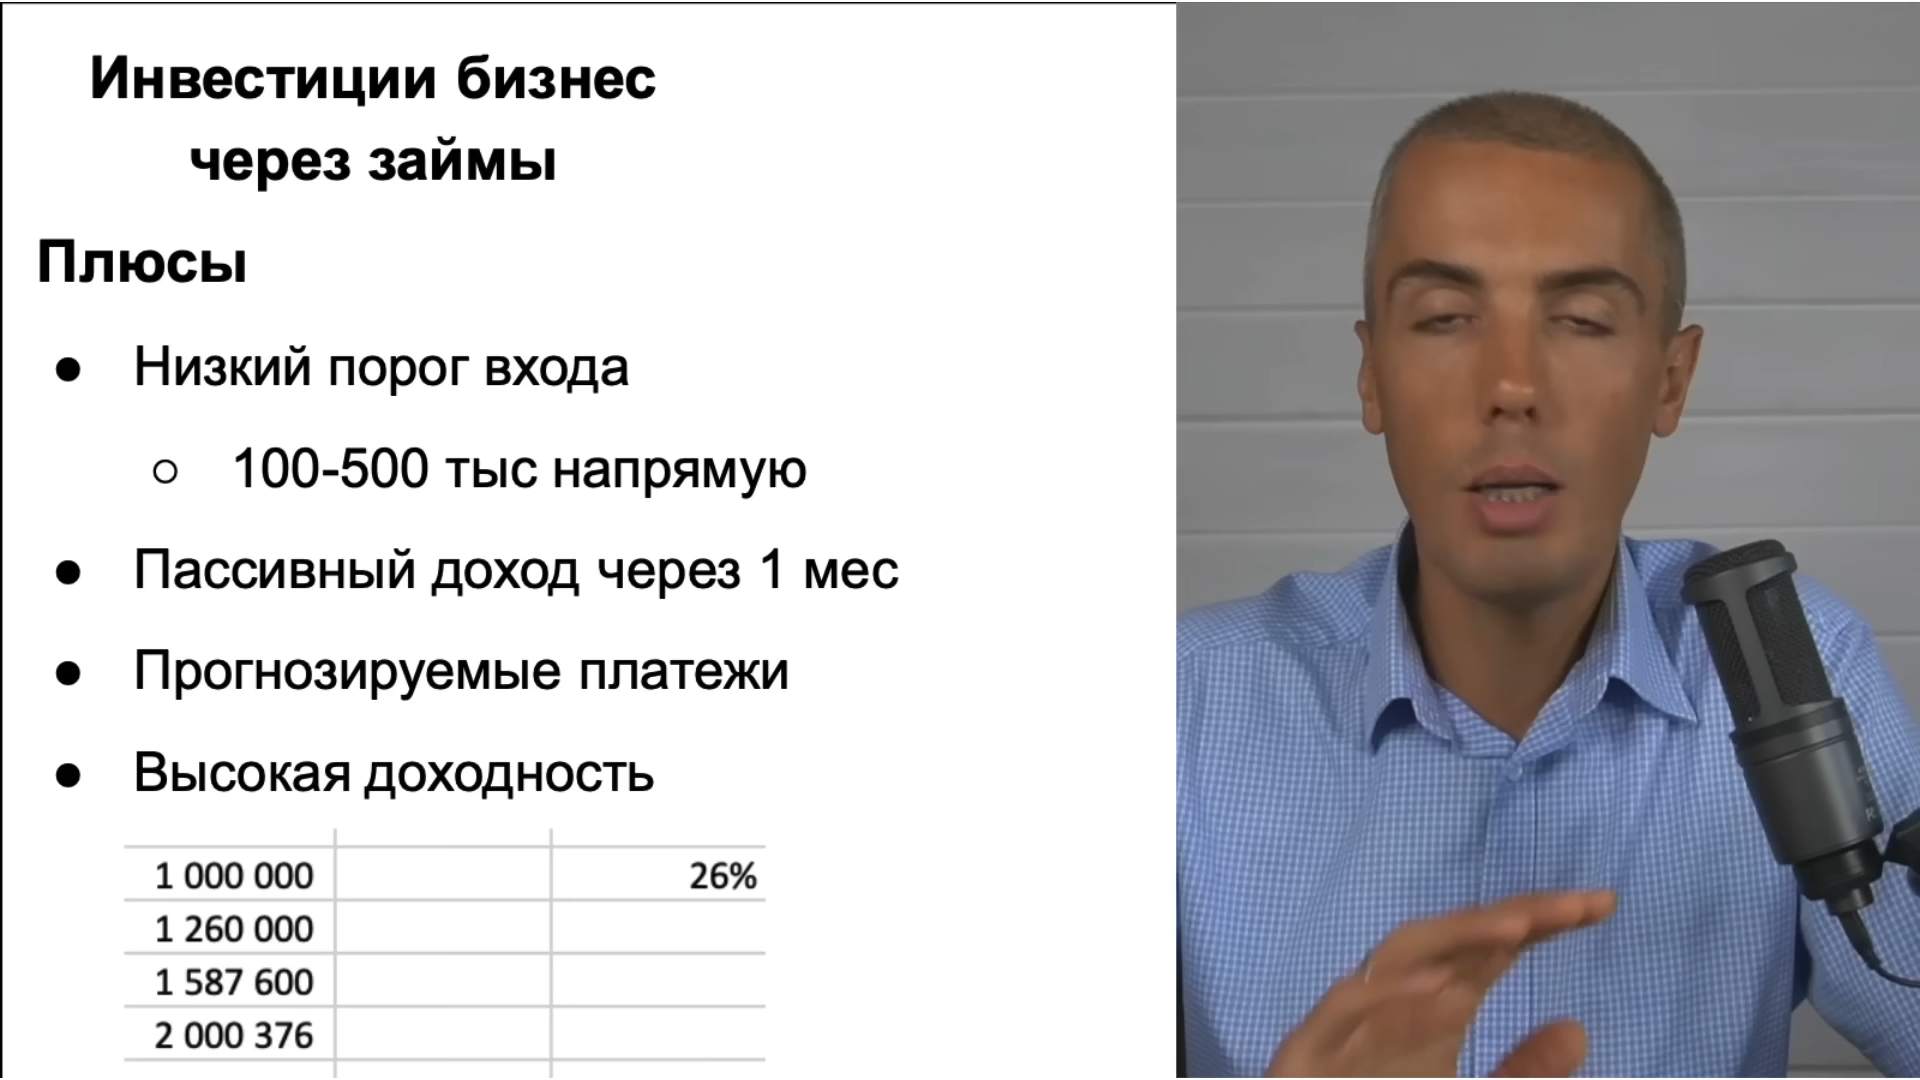 Инвестиции бизнес
через займы
Плюсы
● Низкий порог входа
○ 100-500 тыс напрямую
● Пассивный доход через 1 мес
● Прогнозируемые платежи
● Высокая доходность
1 000 000 26%
1 260 000
1 587 600
2 000 376